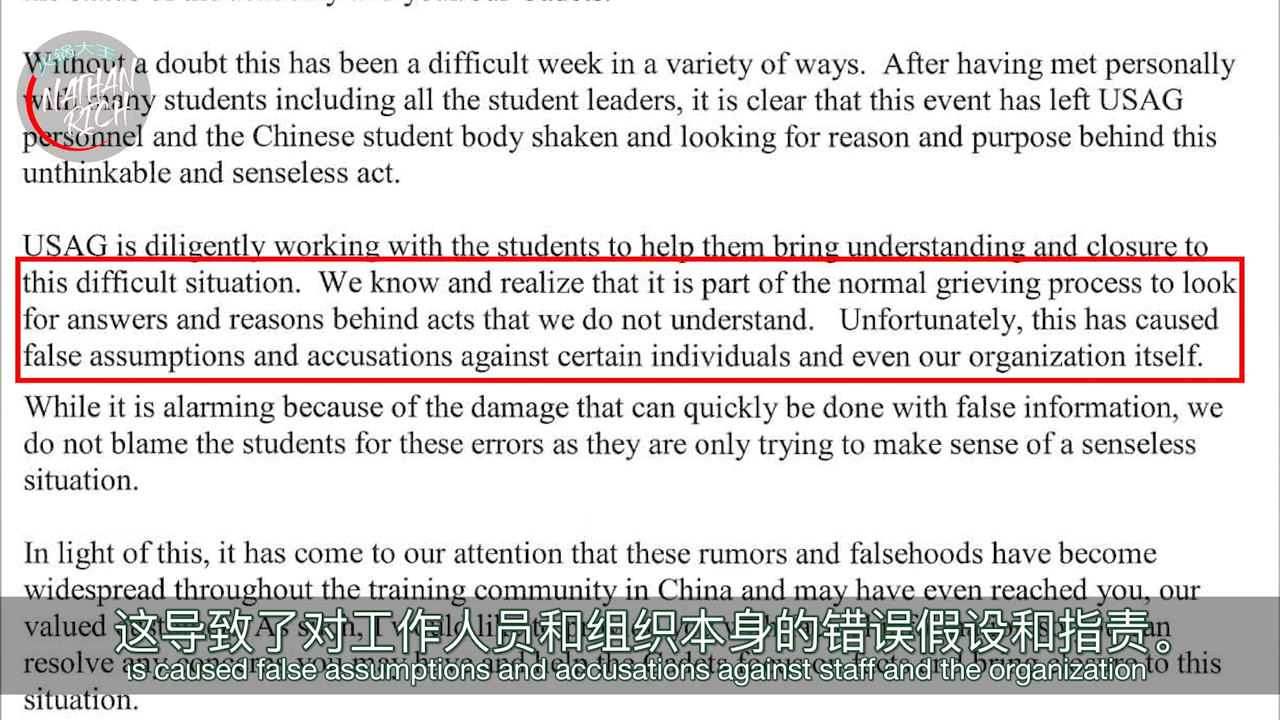 Without a doubt this has been a difficult week in a variety of ways. After having met personally
火锅大王
NATHAN
RICH
students including all the student leaders, it is clear that this event has left USAG
personnel and the Chinese student body shaken and looking for reason and purpose behind this
unthinkable and senseless act.
USAG is diligently working with the students to help them bring understanding and closure to
this difficult situation. We know and realize that it is part of the normal grieving process to look
for answers and reasons behind acts that we do not understand. Unfortunately, this has caused
false assumptions and accusations against certain individuals and even our organization itself.
While it is alarming because of the damage that can quickly be done with false information, we
do not blame the students for these errors as they are only trying to make sense of a senseless
situation.
In light of this, it has come to our attention that these rumors and falsehoods have become
widespread throughout the training community in China and may have even reached you, our
valued
这导致了对工作人员和组织本身的错误假设和指责。
resolve
to this
is caused false assumptions and accusations against staff and the organization
situation.